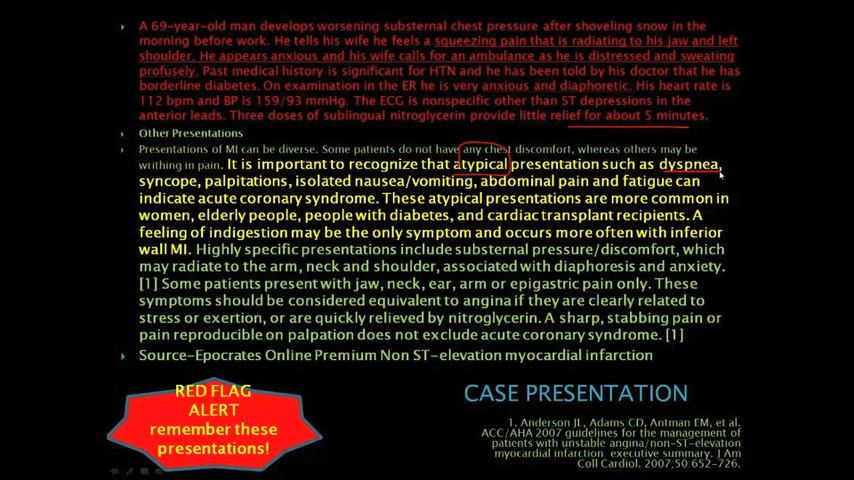 A 69-year-old man develops worsening substernal chest pressure after shoveling snow in the
morning before work. He tells his wife he feels a squeezing pain that is radiating to his jaw and left
shoulder. He appears anxious and his wife calls for an ambulance as he is distressed and sweating
profusely. Past medical history is significant for HTN and he has been told by his doctor that he has
borderline diabetes. On examination in the ER he is very anxious and diaphoretic. His heart rate is
112 bpm and BP is 159/93 mmHg. The ECG is nonspecific other than ST depressions in the
anterior leads. Three doses of sublingual nitroglycerin provide little relief for about 5 minutes.
Other Presentations
Presentations of MI can be diverse. Some patients do not have any chest discomfort, whereas others may be
writhing in pain. It is important to recognize that atypical presentation such as dyspnea,
syncope, palpitations, isolated nausea/vomiting, abdominal pain and fatigue can
indicate acute coronary syndrome. These atypical presentations are more common in
women, elderly people, people with diabetes, and cardiac transplant recipients. A
feeling of indigestion may be the only symptom and occurs more often with inferior
wall MI. Highly specific presentations include substernal pressure/discomfort, which
may radiate to the arm, neck and shoulder, associated with diaphoresis and anxiety.
[1] Some patients present with jaw, neck, ear, arm or epigastric pain only. These
symptoms should be considered equivalent to angina if they are clearly related to
stress or exertion, or are quickly relieved by nitroglycerin. A sharp, stabbing pain or
pain reproducible on palpation does not exclude acute coronary syndrome. [1]
Source-Epocrates Online Premium Non ST-elevation myocardial infarction
RED FLAG
ALERT
remember these
presentations!
CASE PRESENTATION
1. Anderson JL, Adams CD, Antman EM, et al.
ACC/AHA 2007 guidelines for the management of
patients with unstable angina/non-ST-elevation
myocardial infarction: executive summary. J Am
Coll Cardiol. 2007;50:652-726.